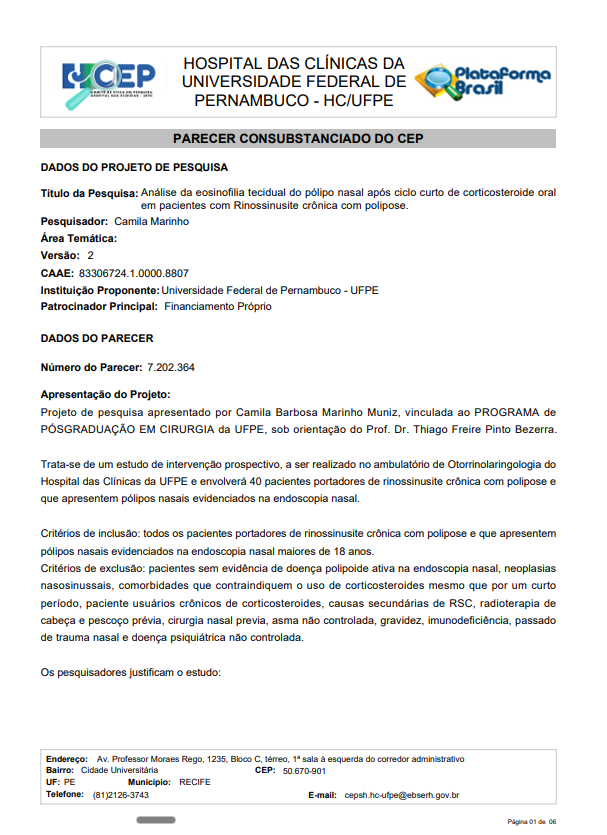 HCEP
COMITÊ DE ÉTICA EM PESQUISA
HOSPITAL DAS CLÍNICAS - UFPE
HOSPITAL DAS CLÍNICAS DA
UNIVERSIDADE FEDERAL DE
PERNAMBUCO - HC/UFPE
Plataforma
Brasil
PARECER CONSUBSTANCIADO DO CEP
DADOS DO PROJETO DE PESQUISA
Título da Pesquisa: Análise da eosinofilia tecidual do pólipo nasal após ciclo curto de corticosteroide oral
em pacientes com Rinossinusite crônica com polipose.
Pesquisador: Camila Marinho
Área Temática:
Versão: 2
CAAE: 83306724.1.0000.8807
Instituição Proponente: Universidade Federal de Pernambuco - UFPE
Patrocinador Principal: Financiamento Próprio
DADOS DO PARECER
Número do Parecer: 7.202.364
Apresentação do Projeto:
Projeto de pesquisa apresentado por Camila Barbosa Marinho Muniz, vinculada ao PROGRAMA de
PÓSGRADUAÇÃO EM CIRURGIA da UFPE, sob orientação do Prof. Dr. Thiago Freire Pinto Bezerra.
Trata-se de um estudo de intervenção prospectivo, a ser realizado no ambulatório de Otorrinolaringologia do
Hospital das Clínicas da UFPE e envolverá 40 pacientes portadores de rinossinusite crônica com polipose e
que apresentem pólipos nasais evidenciados na endoscopia nasal.
Critérios de inclusão: todos os pacientes portadores de rinossinusite crônica com polipose e que apresentem
pólipos nasais evidenciados na endoscopia nasal maiores de 18 anos.
Critérios de exclusão: pacientes sem evidência de doença polipoide ativa na endoscopia nasal, neoplasias
nasosinussais, comorbidades que contraindiquem o uso de corticosteroides mesmo que por um curto
período, paciente usuários crônicos de corticosteroides, causas secundárias de RSC, radioterapia de
cabeça e pescoço prévia, cirurgia nasal previa, asma não controlada, gravidez, imunodeficiência, passado
de trauma nasal e doença psiquiátrica não controlada.
Os pesquisadores justificam o estudo:
Endereço: Av. Professor Moraes Rego, 1235, Bloco C, térreo, 1ª sala à esquerda do corredor administrativo
Bairro: Cidade Universitária CEP: 50.670-901
UF: PE Município: RECIFE
Telefone: (81)2126-3743 E-mail: cepsh.hc-ufpe@ebserh.gov.br
Página 01 de 06